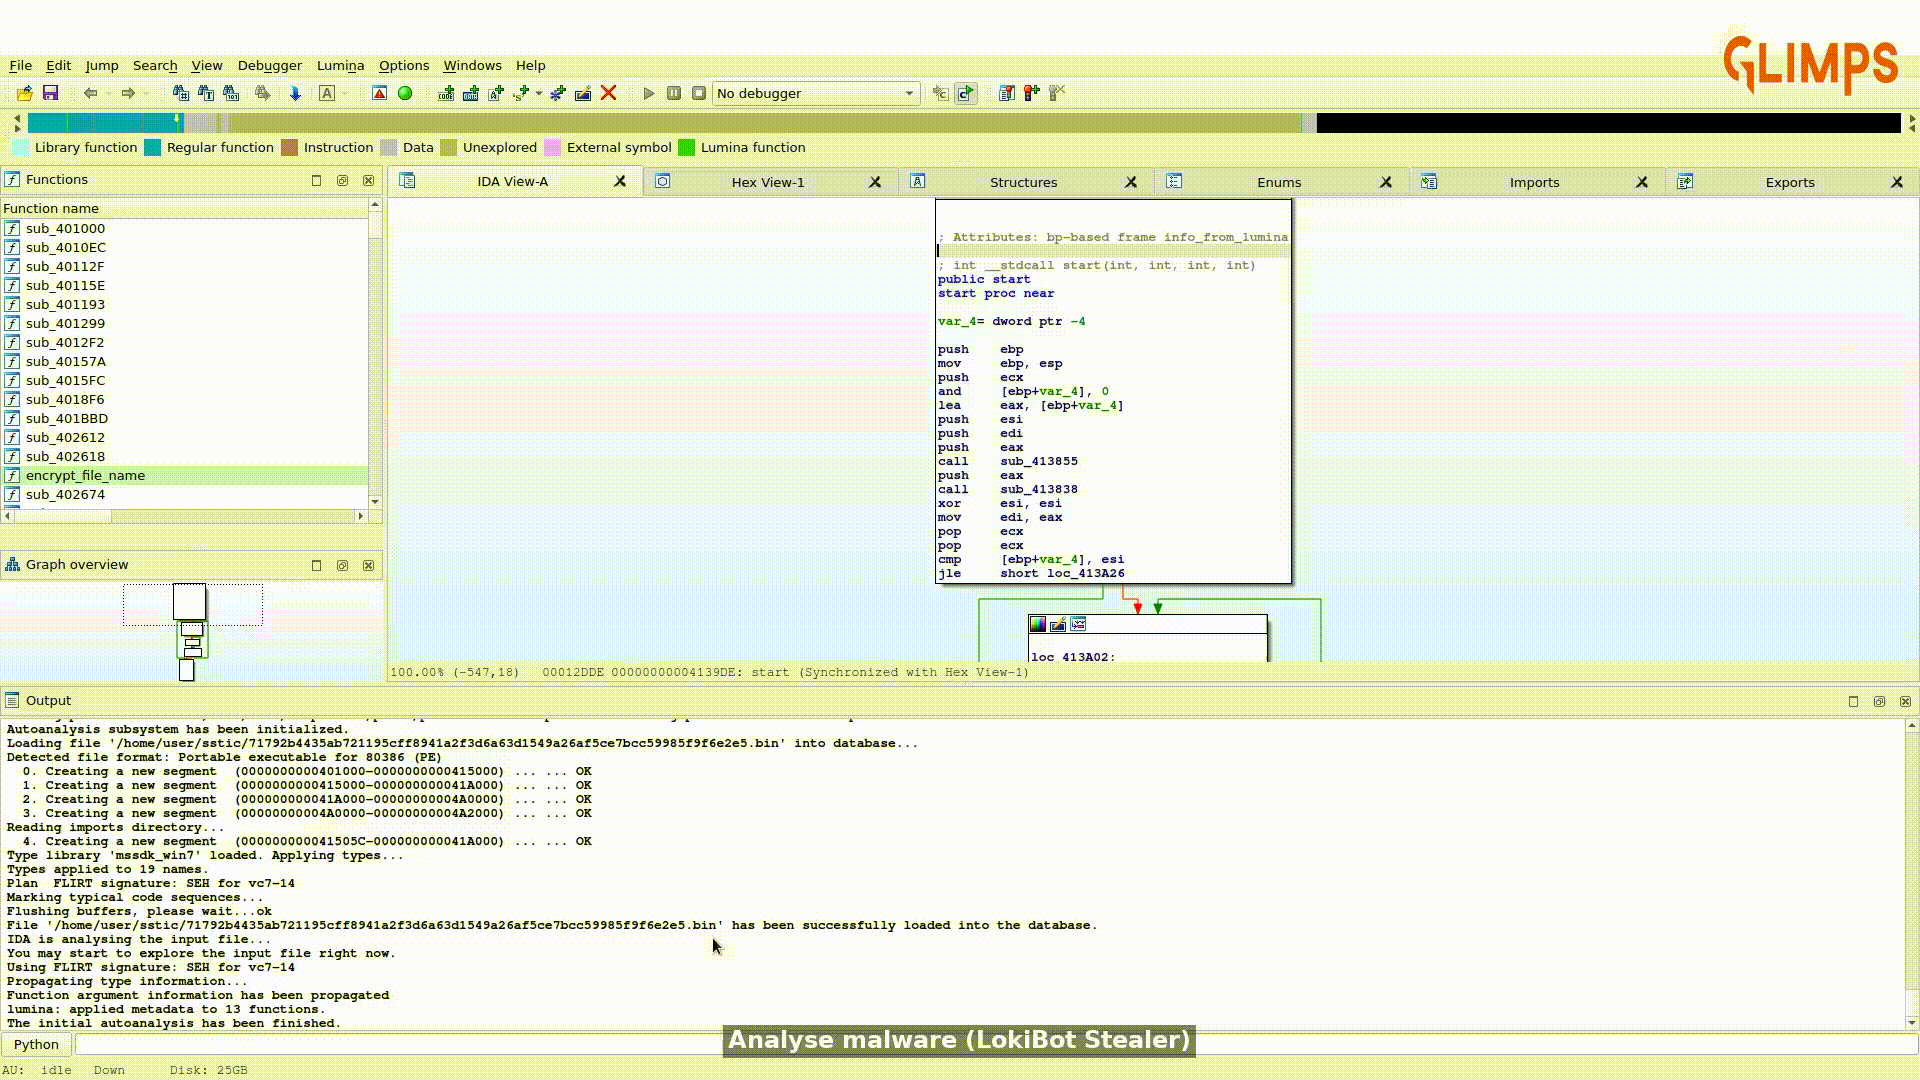 GLIMPS
File Edit Jump Search View Debugger Lumina Options Windows Help
No debugger
Library function Regular function Instruction Data Unexplored External symbol Lumina function
Functions
IDA View-A Hex View-1 Structures Enums Imports Exports
Function name
sub_401000
sub_4010EC
sub_40112F
sub_40115E
sub_401193
sub_401299
sub_4012F2
sub_40157A
sub_4015FC
sub_4018F6
sub_401BBD
sub_402612
sub_402618
encrypt_file_name
sub_402674
Graph overview
; Attributes: bp-based frame info_from_lumina
; int __stdcall start(int, int, int, int)
public start
start proc near
var_4= dword ptr -4
push ebp
mov ebp, esp
push ecx
and [ebp+var_4], 0
lea eax, [ebp+var_4]
push esi
push edi
push eax
call sub_413855
push eax
call sub_413838
xor esi, esi
mov edi, eax
pop ecx
pop ecx
cmp [ebp+var_4], esi
jle short loc_413A26
loc_413A02:
100.00% (-547,18) 00012DDE 00000000004139DE: start (Synchronized with Hex View-1)
Output
Autoanalysis subsystem has been initialized.
Loading file '/home/user/sstic/71792b4435ab721195cff8941a2f3d6a63d1549a26af5ce7bcc59985f9f6e2e5.bin' into database...
Detected file format: Portable executable for 80386 (PE)
0. Creating a new segment (0000000000401000-0000000000415000) ... ... OK
1. Creating a new segment (0000000000415000-000000000041A000) ... ... OK
2. Creating a new segment (000000000041A000-00000000004A0000) ... ... OK
3. Creating a new segment (00000000004A0000-00000000004A2000) ... ... OK
Reading imports directory...
4. Creating a new segment (000000000041505C-000000000041A000) ... ... OK
Type library 'mssdk_win7' loaded. Applying types...
Types applied to 19 names.
Plan FLIRT signature: SEH for vc7-14
Marking typical code sequences...
Flushing buffers, please wait...ok
File '/home/user/sstic/71792b4435ab721195cff8941a2f3d6a63d1549a26af5ce7bcc59985f9f6e2e5.bin' has been successfully loaded into the database.
IDA is analysing the input file...
You may start to explore the input file right now.
Using FLIRT signature: SEH for vc7-14
Propagating type information...
Function argument information has been propagated
lumina: applied metadata to 13 functions.
The initial autoanalysis has been finished.
Python
Analyse malware (LokiBot Stealer)
AU: idle Down Disk: 25GB